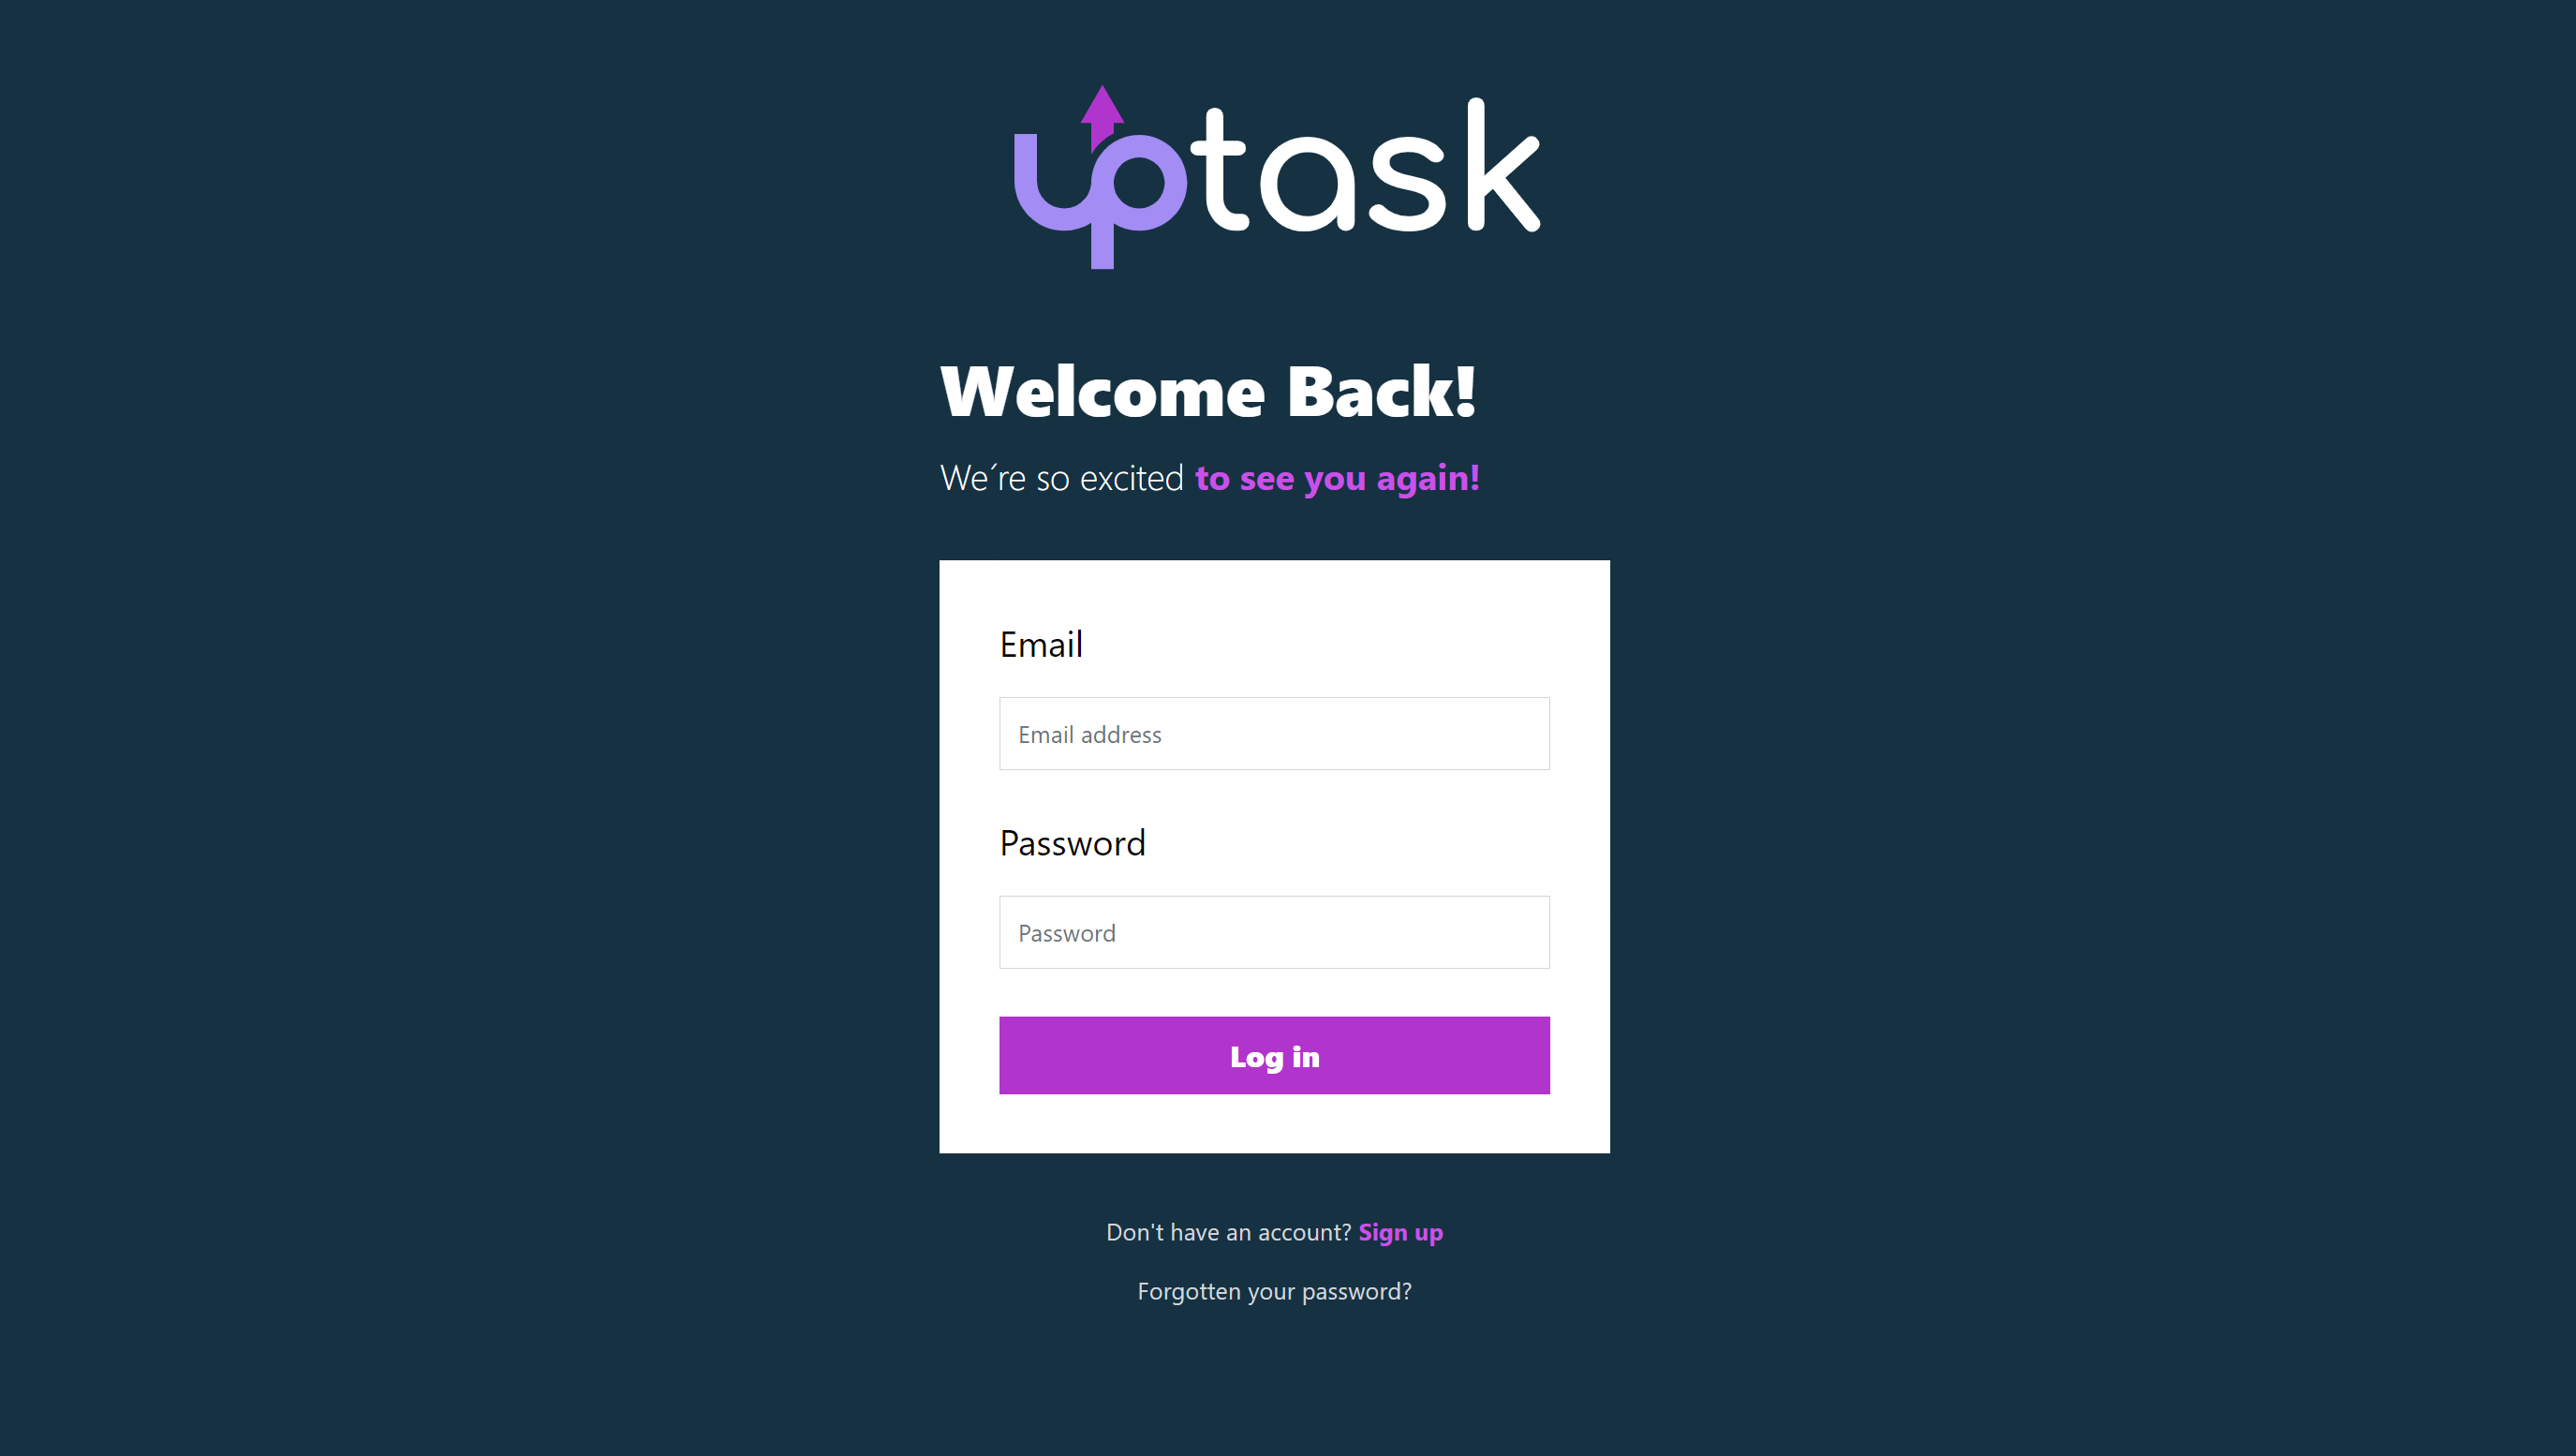 uptask
Welcome Back!
We´re so excited to see you again!
Email
Email address
Password
Password
Log in
Don't have an account? Sign up
Forgotten your password?